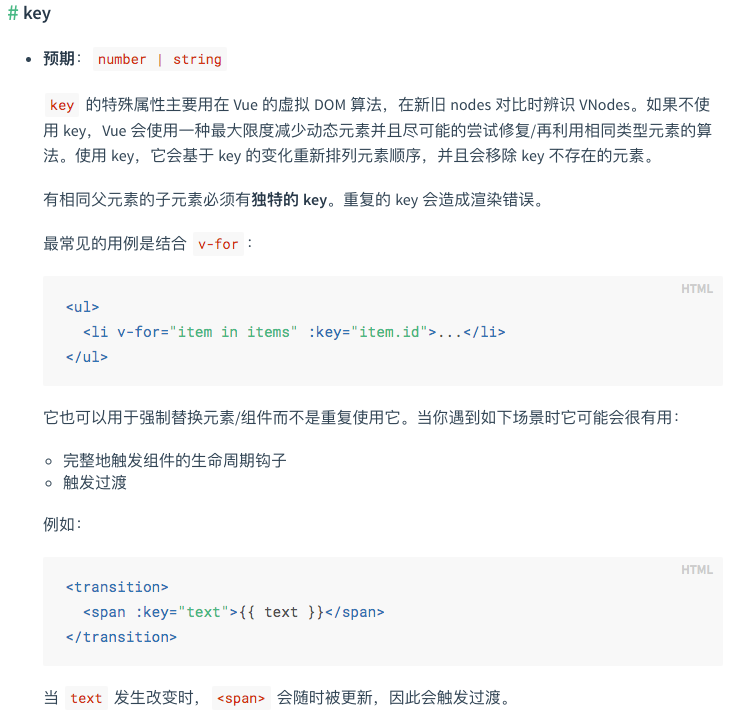 # key
预期： number | string
key 的特殊属性主要用在 Vue 的虚拟 DOM 算法，在新旧 nodes 对比时辨识 VNodes。如果不使
用 key，Vue 会使用一种最大限度减少动态元素并且尽可能的尝试修复/再利用相同类型元素的算
法。使用 key，它会基于 key 的变化重新排列元素顺序，并且会移除 key 不存在的元素。
有相同父元素的子元素必须有独特的 key。重复的 key 会造成渲染错误。
最常见的用例是结合 v-for：
HTML
<ul>
  <li v-for="item in items" :key="item.id">...</li>
</ul>
它也可以用于强制替换元素/组件而不是重复使用它。当你遇到如下场景时它可能会很有用：
完整地触发组件的生命周期钩子
触发过渡
例如：
HTML
<transition>
  <span :key="text">{{ text }}</span>
</transition>
当 text 发生改变时， <span> 会随时被更新，因此会触发过渡。